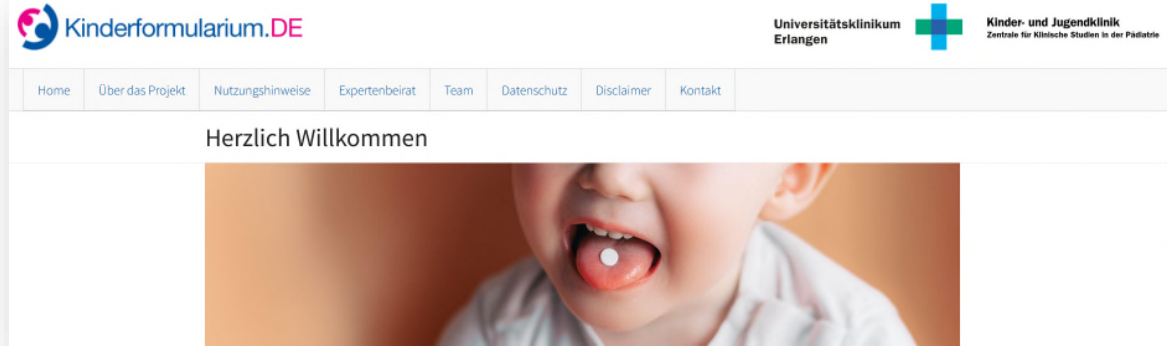 Kinderformularium.DE
Universitätsklinikum
Erlangen
Kinder- und Jugendklinik
Zentrale für Klinische Studien in der Pädiatrie
Home Über das Projekt Nutzungshinweise Expertenbeirat Team Datenschutz Disclaimer Kontakt
Herzlich Willkommen